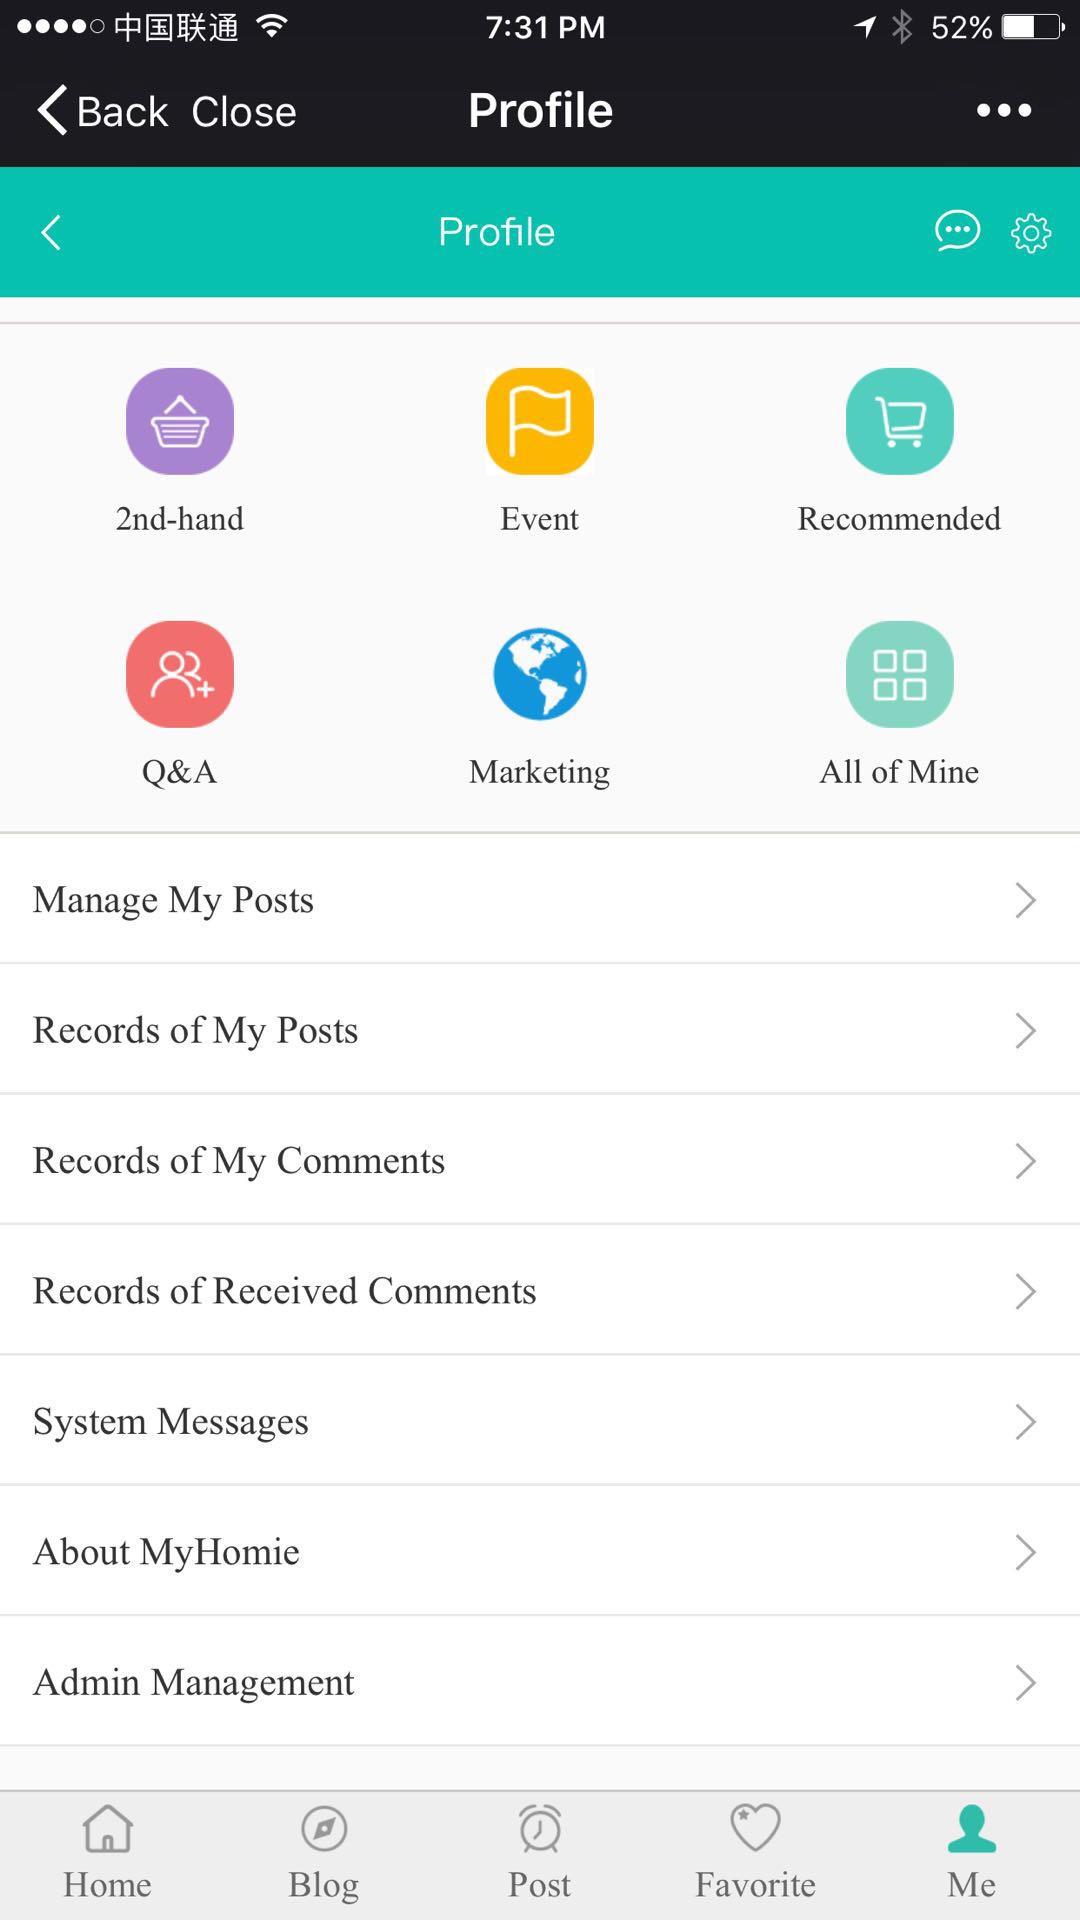 中国联通 7:31 PM 52%
Back Close Profile
Profile
2nd-hand Event Recommended
Q&A Marketing All of Mine
Manage My Posts
Records of My Posts
Records of My Comments
Records of Received Comments
System Messages
About MyHomie
Admin Management
Home Blog Post Favorite Me